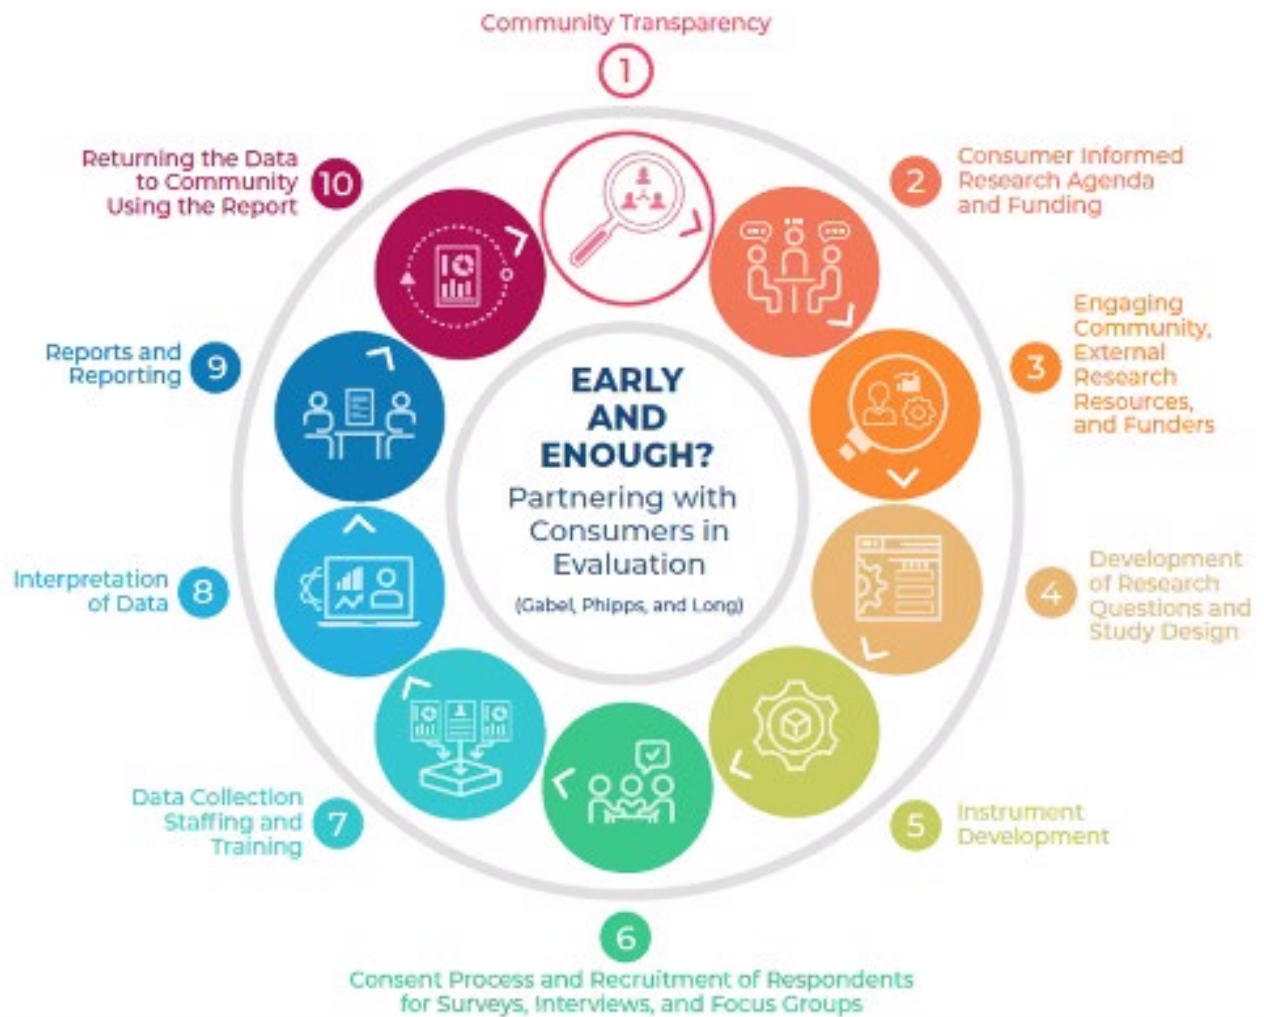 Community Transparency
1
2
Consumer Informed
Research Agenda
and Funding
3
Engaging
Community,
External
Research
Resources,
and Funders
4
Development
of Research
Questions and
Study Design
5
Instrument
Development
6
Consent Process and Recruitment of Respondents
for Surveys, Interviews, and Focus Groups
7
Data Collection
Staffing and
Training
8
Interpretation
of Data
9
Reports and
Reporting
10
Returning the Data
to Community
Using the Report
EARLY
AND
ENOUGH?
Partnering with
Consumers in
Evaluation
(Gabel, Phipps, and Long)